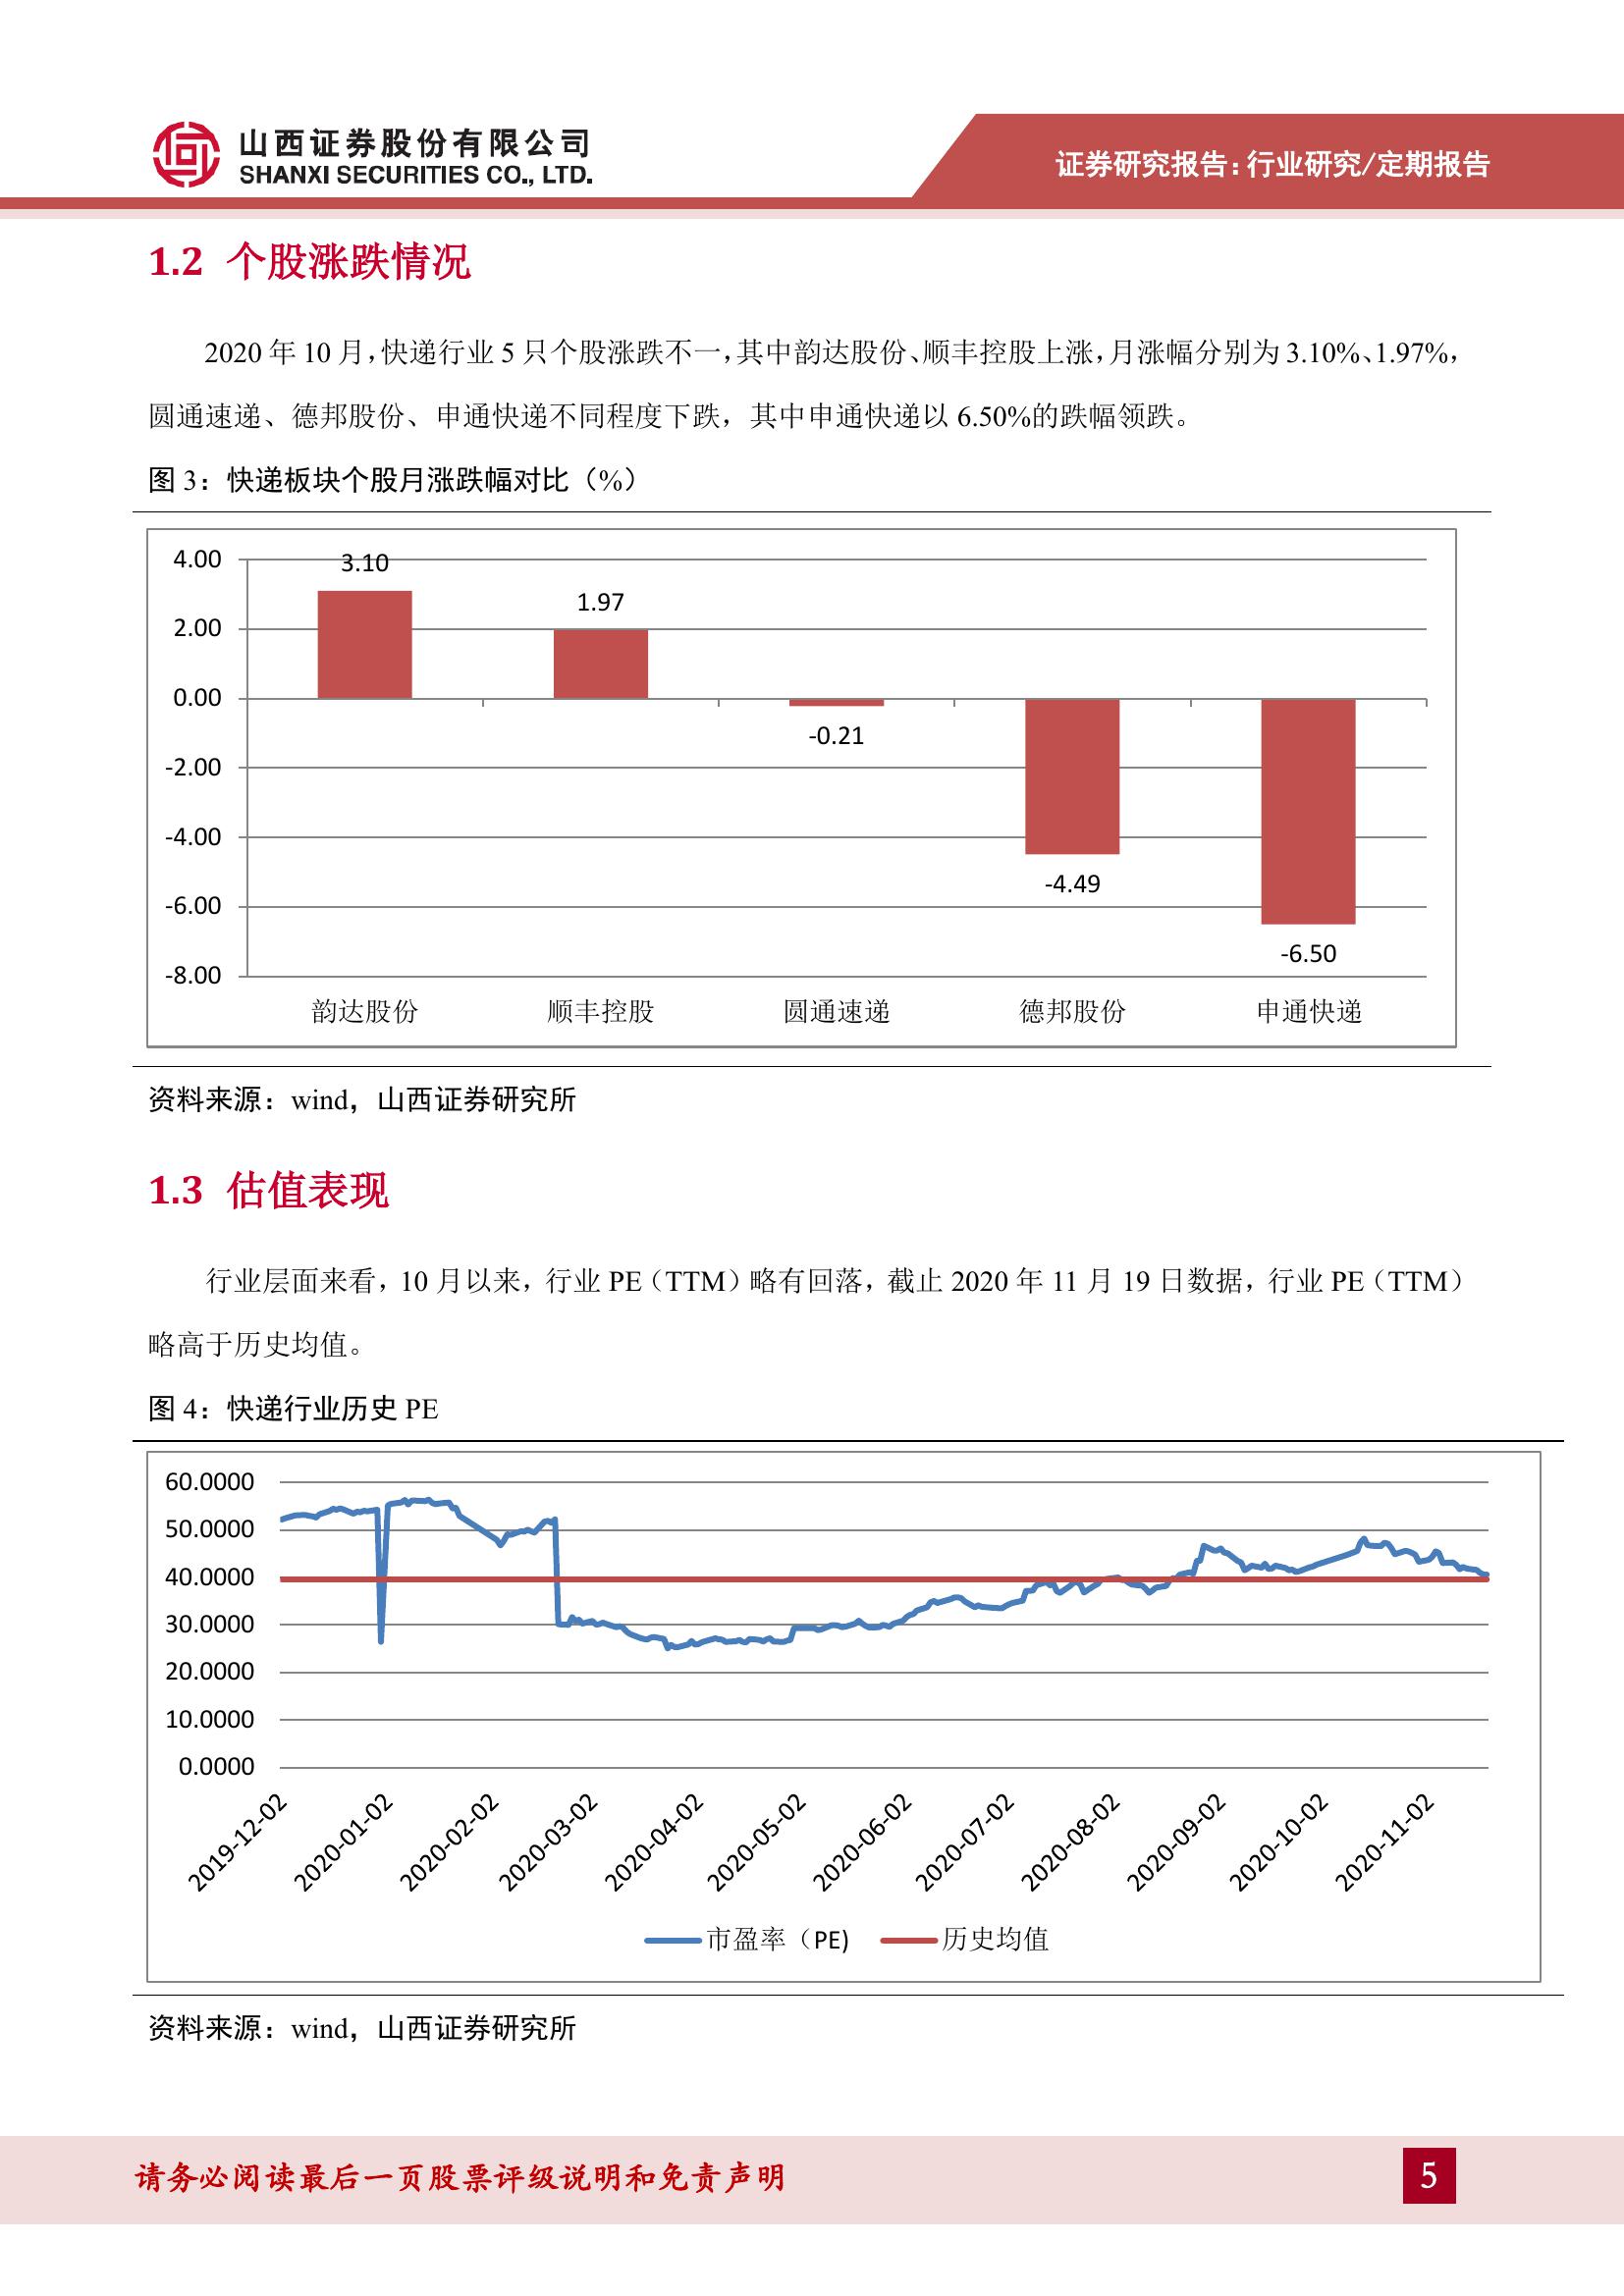 山西证券股份有限公司
SHANXI SECURITIES CO., LTD.
证券研究报告：行业研究/定期报告
1.2 个股涨跌情况
2020 年 10 月，快递行业 5 只个股涨跌不一，其中韵达股份、顺丰控股上涨，月涨幅分别为 3.10%、1.97%，
圆通速递、德邦股份、申通快递不同程度下跌，其中申通快递以 6.50%的跌幅领跌。
图 3：快递板块个股月涨跌幅对比（%）
4.00
2.00
0.00
-2.00
-4.00
-6.00
-8.00
3.10
1.97
-0.21
-4.49
-6.50
韵达股份 顺丰控股 圆通速递 德邦股份 申通快递
资料来源：wind，山西证券研究所
1.3 估值表现
行业层面来看，10 月以来，行业 PE（TTM）略有回落，截止 2020 年 11 月 19 日数据，行业 PE（TTM）
略高于历史均值。
图 4：快递行业历史 PE
60.0000
50.0000
40.0000
30.0000
20.0000
10.0000
0.0000
2019-12-02 2020-01-02 2020-02-02 2020-03-02 2020-04-02 2020-05-02 2020-06-02 2020-07-02 2020-08-02 2020-09-02 2020-10-02 2020-11-02
市盈率（PE) 历史均值
资料来源：wind，山西证券研究所
请务必阅读最后一页股票评级说明和免责声明
5